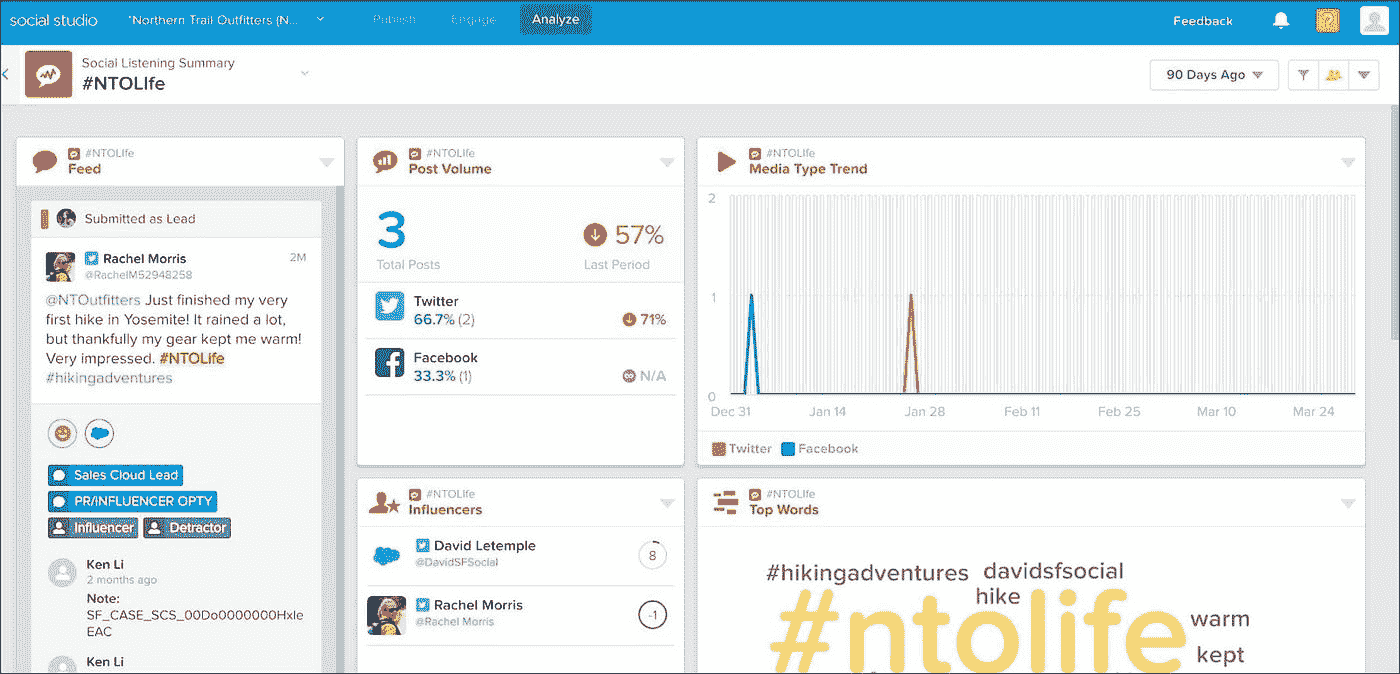 social studio
"Northern Trail Outfitters (N...
Publish
Engage
Analyze
Feedback
Social Listening Summary
#NTOLIfe
90 Days Ago
#NTOLIfe
Feed
Submitted as Lead
Rachel Morris
2M
@RachelM52948258
@NTOutfitters Just finished my very
first hike in Yosemite! It rained a lot,
but thankfully my gear kept me warm!
Very impressed. #NTOLife
#hikingadventures
Sales Cloud Lead
PR/INFLUENCER OPTY
Influencer
Detractor
Ken Li
2 months ago
Note:
SF_CASE_SCS_00Do0000000Hxle
EAC
Ken Li
#NTOLIfe
Post Volume
3
Total Posts
57%
Last Period
Twitter
66.7% (2)
71%
Facebook
33.3% (1)
N/A
#NTOLIfe
Influencers
David Letemple
@DavidSFSocial
8
Rachel Morris
@Rachel Morris
-1
#NTOLIfe
Media Type Trend
2
1
0
Dec 31
Jan 14
Jan 28
Feb 11
Feb 25
Mar 10
Mar 24
Twitter
Facebook
#NTOLIfe
Top Words
#hikingadventures
davidsfsocial
hike
#ntolife
warm
kept